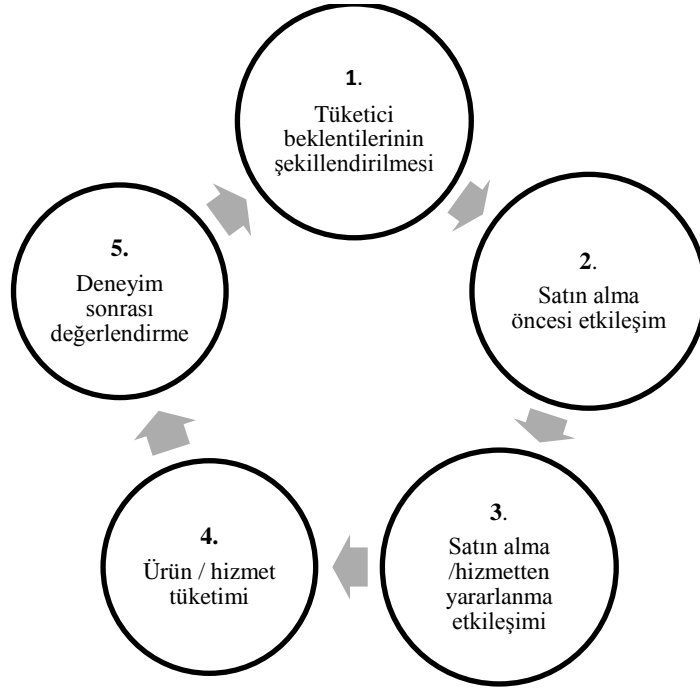 1.
Tüketici
beklentilerinin
şekillendirilmesi
2.
Satın alma
öncesi etkileşim
3.
Satın alma
/hizmetten
yararlanma
etkileşimi
4.
Ürün / hizmet
tüketimi
5.
Deneyim
sonrası
değerlendirme